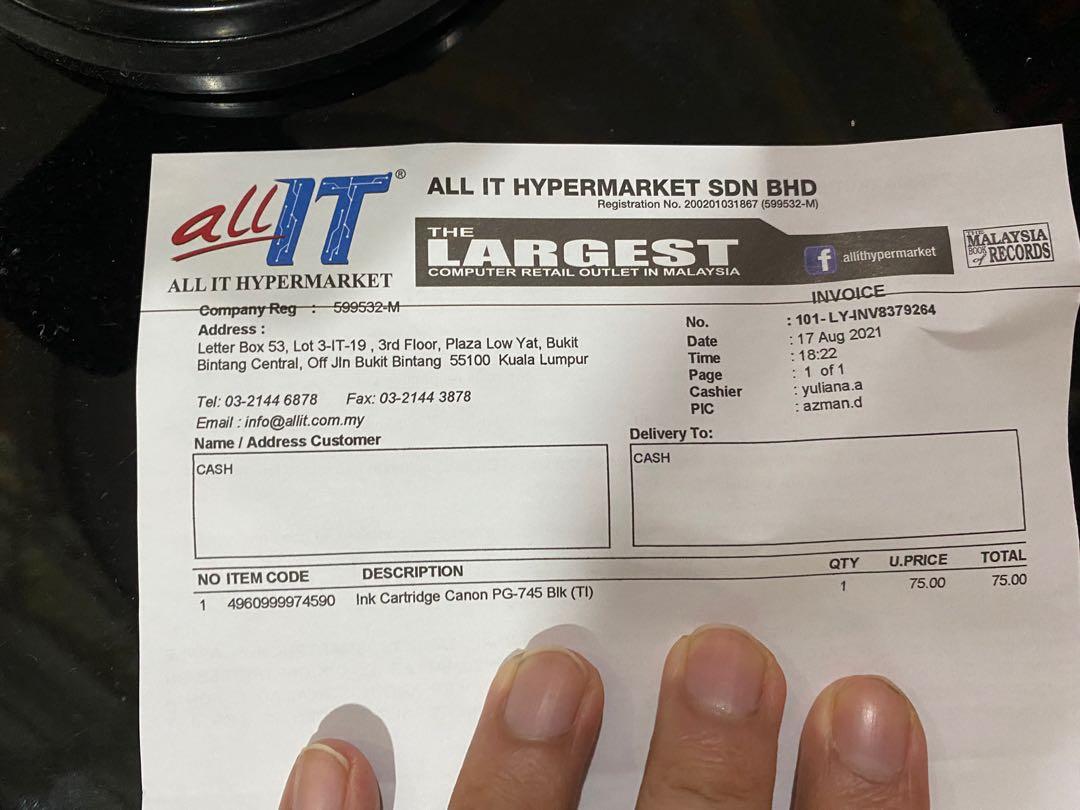 all IT ®
ALL IT HYPERMARKET
ALL IT HYPERMARKET SDN BHD
Registration No. 200201031867 (599532-M)
THE
LARGEST
COMPUTER RETAIL OUTLET IN MALAYSIA
f allithypermarket
THE
MALAYSIA
BOOK of RECORDS
INVOICE
Company Reg : 599532-M
Address :
Letter Box 53, Lot 3-IT-19 , 3rd Floor, Plaza Low Yat, Bukit
Bintang Central, Off Jln Bukit Bintang 55100 Kuala Lumpur
Tel: 03-2144 6878 Fax: 03-2144 3878
Email : info@allit.com.my
No. : 101-LY-INV8379264
Date : 17 Aug 2021
Time : 18:22
Page : 1 of 1
Cashier : yuliana.a
PIC : azman.d
Name / Address Customer
CASH
Delivery To:
CASH
NO ITEM CODE DESCRIPTION QTY U.PRICE TOTAL
1 4960999974590 Ink Cartridge Canon PG-745 Blk (TI) 1 75.00 75.00